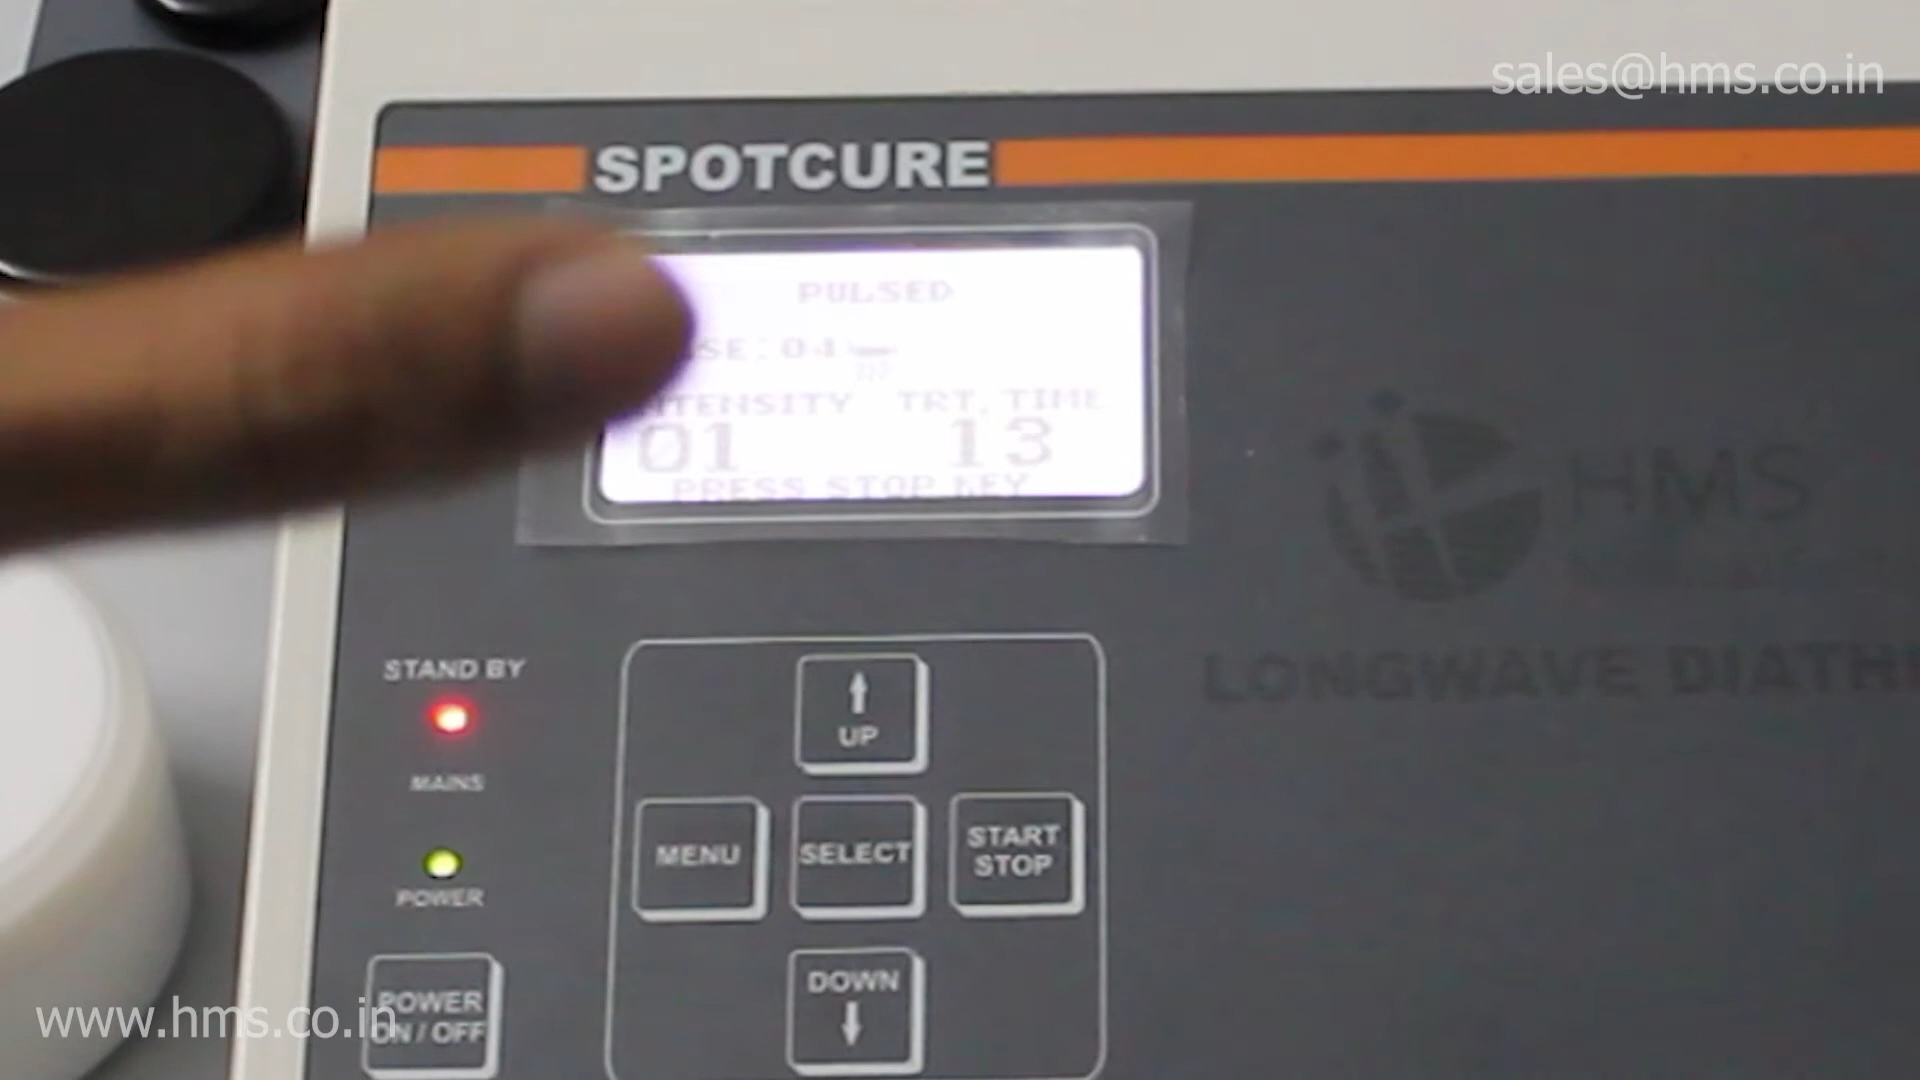 sales@hms.co.in
SPOTCURE
PULSED
SE:04
INTENSITY TRT.TIME
01 13
PRESS STOP KEY
HMS
LONGWAVE DIATH
STAND BY
MAINS
POWER
POWER
ON / OFF
UP
MENU
SELECT
START
STOP
DOWN
www.hms.co.in